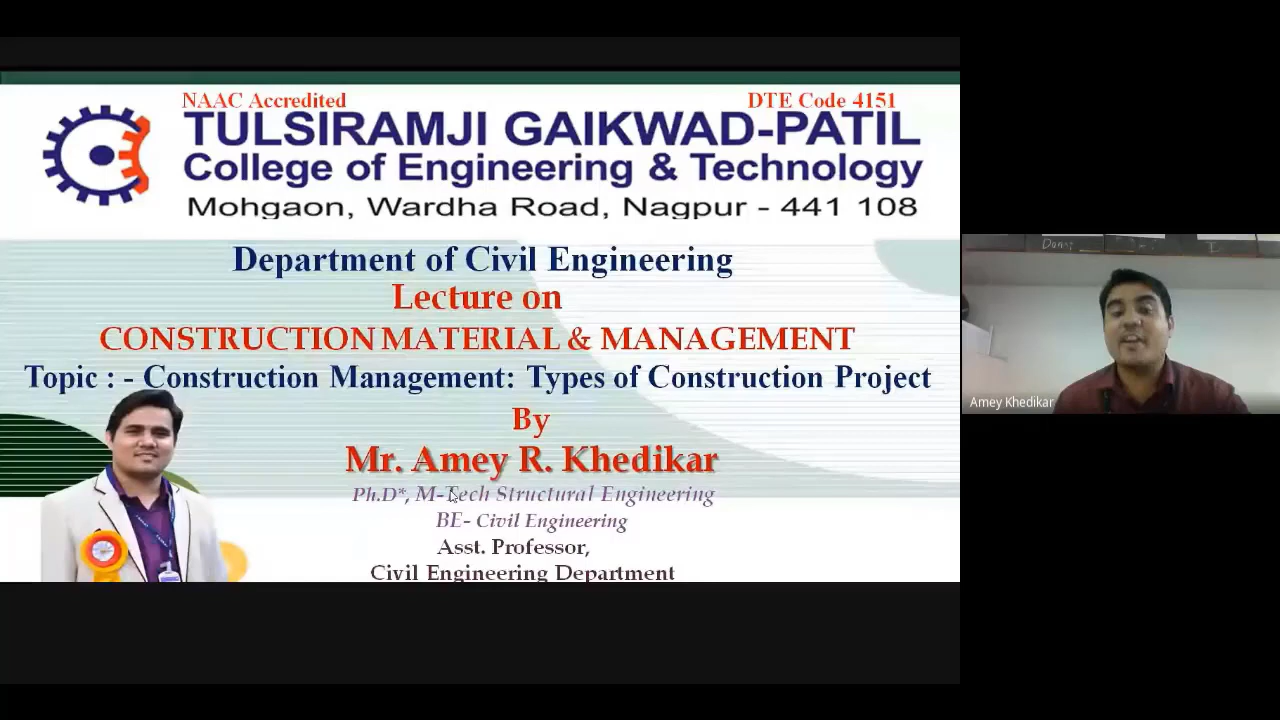 NAAC Accredited
DTE Code 4151
TULSIRAMJI GAIKWAD-PATIL
College of Engineering & Technology
Mohgaon, Wardha Road, Nagpur - 441 108
Department of Civil Engineering
Lecture on
CONSTRUCTION MATERIAL & MANAGEMENT
Topic : - Construction Management: Types of Construction Project
By
Mr. Amey R. Khedikar
Ph.D*, M-Tech Structural Engineering
BE- Civil Engineering
Asst. Professor,
Civil Engineering Department
Amey Khedikar